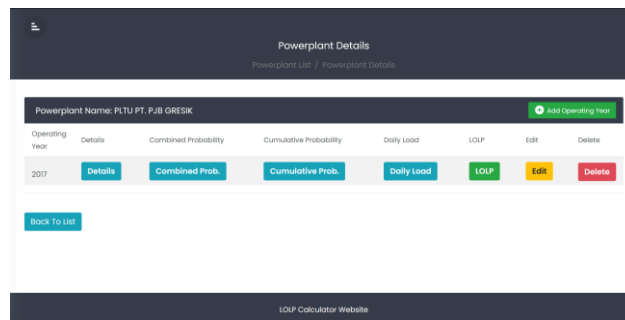 Powerplant Details
Powerplant List / Powerplant Details
Powerplant Name: PLTU PT. PJB GRESIK
Add Operating Year
Operating Year Details Combined Probability Cumulative Probability Daily Load LOLP Edit Delete
2017 Details Combined Prob. Cumulative Prob. Daily Load LOLP Edit Delete
Back To List
LOLP Calculator Website